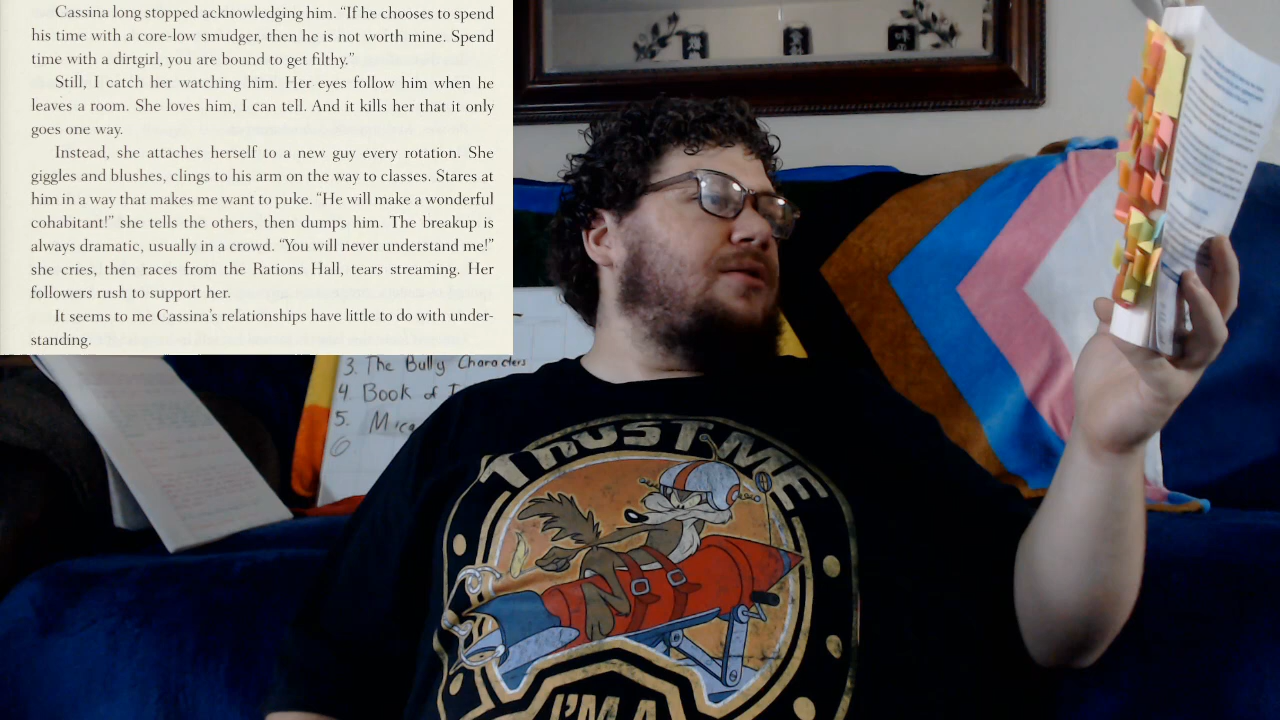 Cassina long stopped acknowledging him. “If he chooses to spend
his time with a core-low smudger, then he is not worth mine. Spend
time with a dirtgirl, you are bound to get filthy.”
Still, I catch her watching him. Her eyes follow him when he
leaves a room. She loves him, I can tell. And it kills her that it only
goes one way.
Instead, she attaches herself to a new guy every rotation. She
giggles and blushes, clings to his arm on the way to classes. Stares at
him in a way that makes me want to puke. “He will make a wonderful
cohabitant!” she tells the others, then dumps him. The breakup is
always dramatic, usually in a crowd. “You will never understand me!”
she cries, then races from the Rations Hall, tears streaming. Her
followers rush to support her.
It seems to me Cassina’s relationships have little to do with under-
standing.
3. The Bully Characters
4. Book of
5. Mica
6
TRUST ME
I'M A